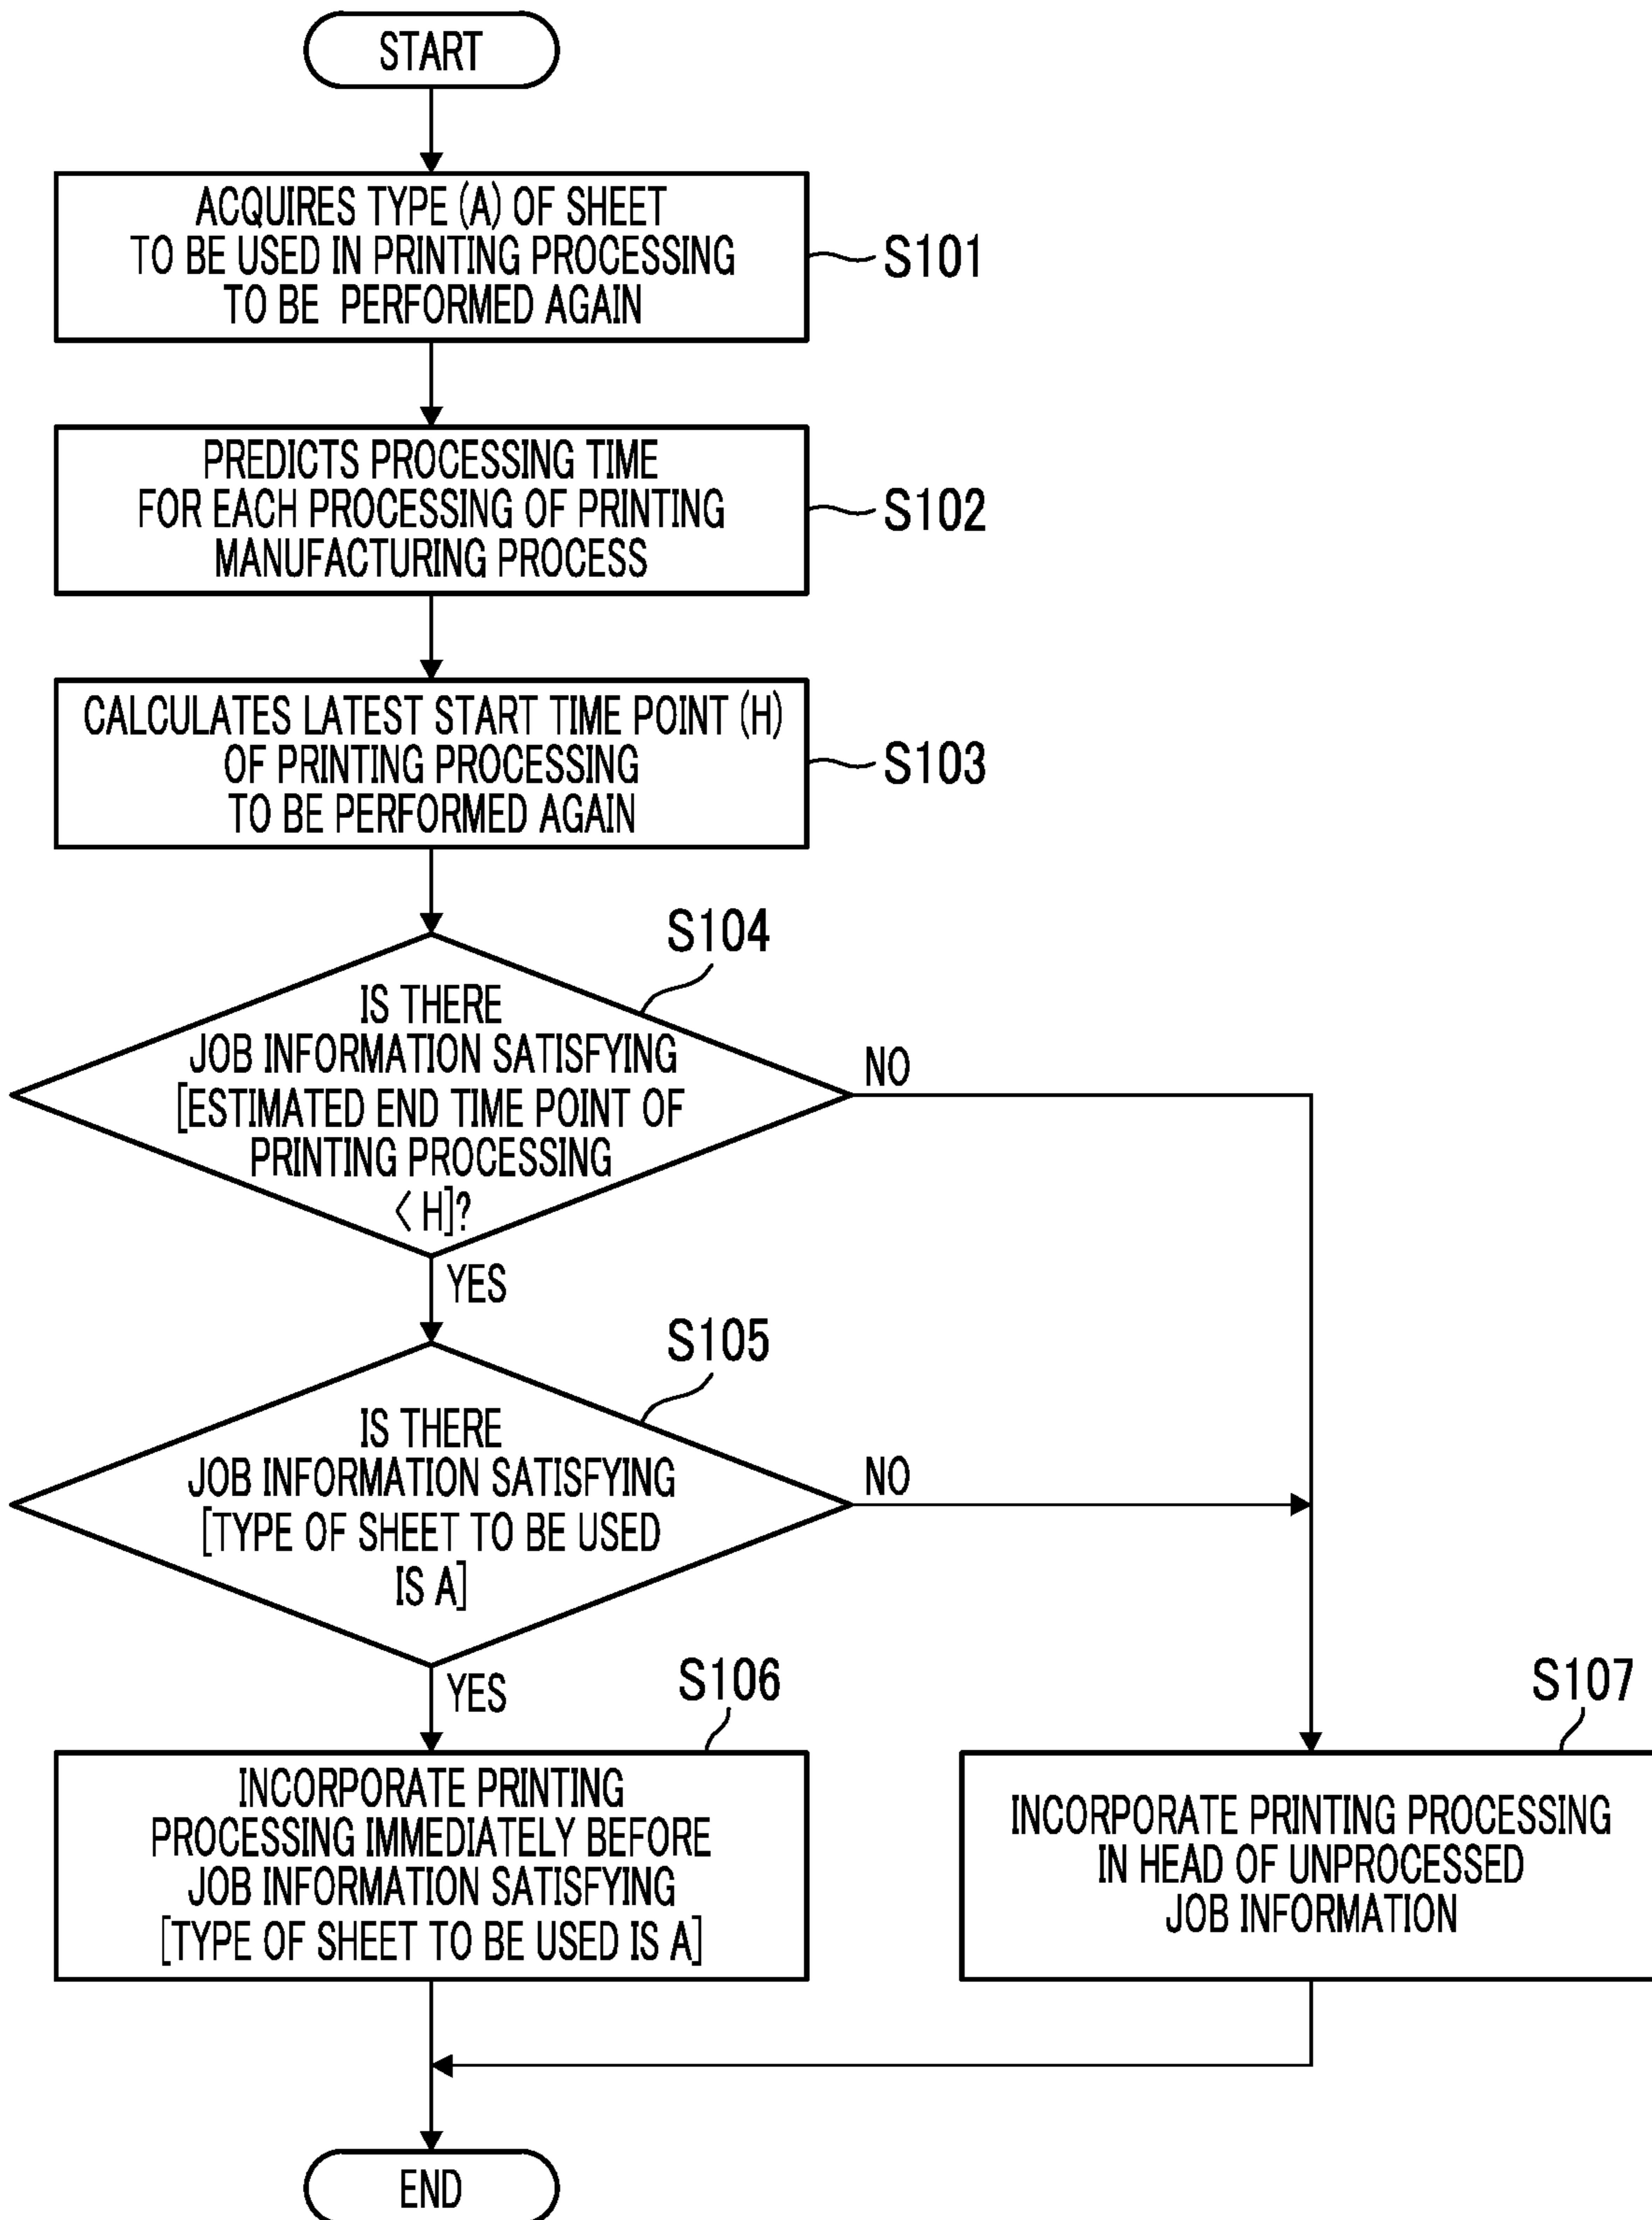 START
ACQUIRES TYPE (A) OF SHEET
TO BE USED IN PRINTING PROCESSING
TO BE PERFORMED AGAIN
S101
PREDICTS PROCESSING TIME
FOR EACH PROCESSING OF PRINTING
MANUFACTURING PROCESS
S102
CALCULATES LATEST START TIME POINT (H)
OF PRINTING PROCESSING
TO BE PERFORMED AGAIN
S103
S104
IS THERE
JOB INFORMATION SATISFYING
[ESTIMATED END TIME POINT OF
PRINTING PROCESSING
< H]?
NO
YES
S105
IS THERE
JOB INFORMATION SATISFYING
[TYPE OF SHEET TO BE USED
IS A]
NO
YES
S106
INCORPORATE PRINTING
PROCESSING IMMEDIATELY BEFORE
JOB INFORMATION SATISFYING
[TYPE OF SHEET TO BE USED IS A]
S107
INCORPORATE PRINTING PROCESSING
IN HEAD OF UNPROCESSED
JOB INFORMATION
END